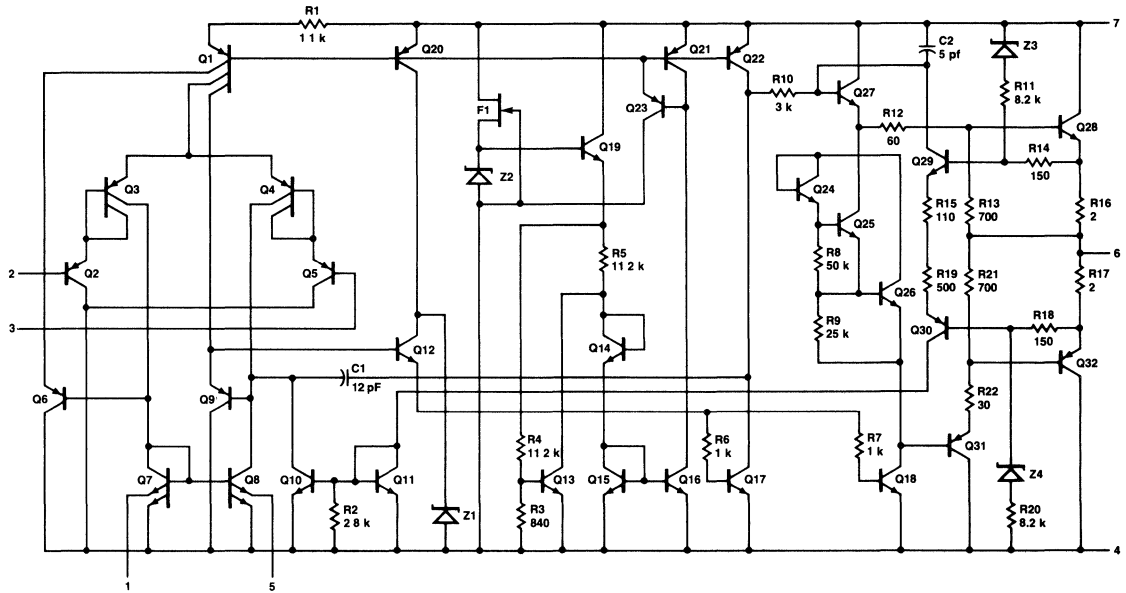 R1
1 1 k
7
Q1
Q20
Q21
Q22
C2
5 pf
Z3
R10
3 k
Q27
R11
8.2 k
F1
Q23
R12
60
Q28
Q19
Q29
R14
150
Z2
Q3
Q4
Q24
R15
110
R13
700
R16
2
Q25
R5
11 2 k
R8
50 k
6
2
Q2
Q5
R19
500
R21
700
R17
2
Q26
3
R9
25 k
Q30
R18
150
Q12
Q14
Q32
C1
12 pF
Q6
Q9
R22
30
R4
11 2 k
R6
1 k
R7
1 k
Q31
Q7
Q8
Q10
Q11
Q13
Q15
Q16
Q17
Q18
Z4
R2
2 8 k
Z1
R3
840
R20
8.2 k
4
1
5